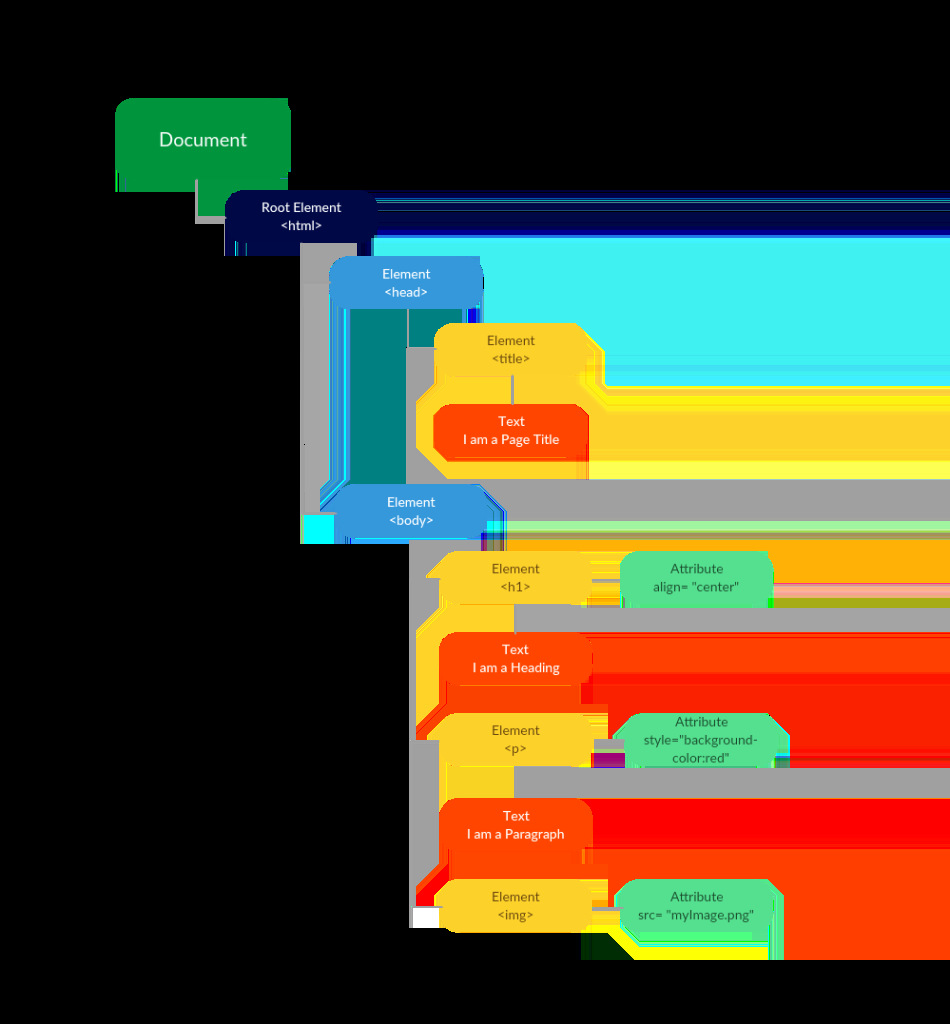 Document
Root Element
<html>
Element
<head>
Element
<title>
Text
I am a Page Title
Element
<body>
Element
<h1>
Attribute
align= "center"
Text
I am a Heading
Element
<p>
Attribute
style="background-
color:red"
Text
I am a Paragraph
Element
<img>
Attribute
src= "myImage.png"